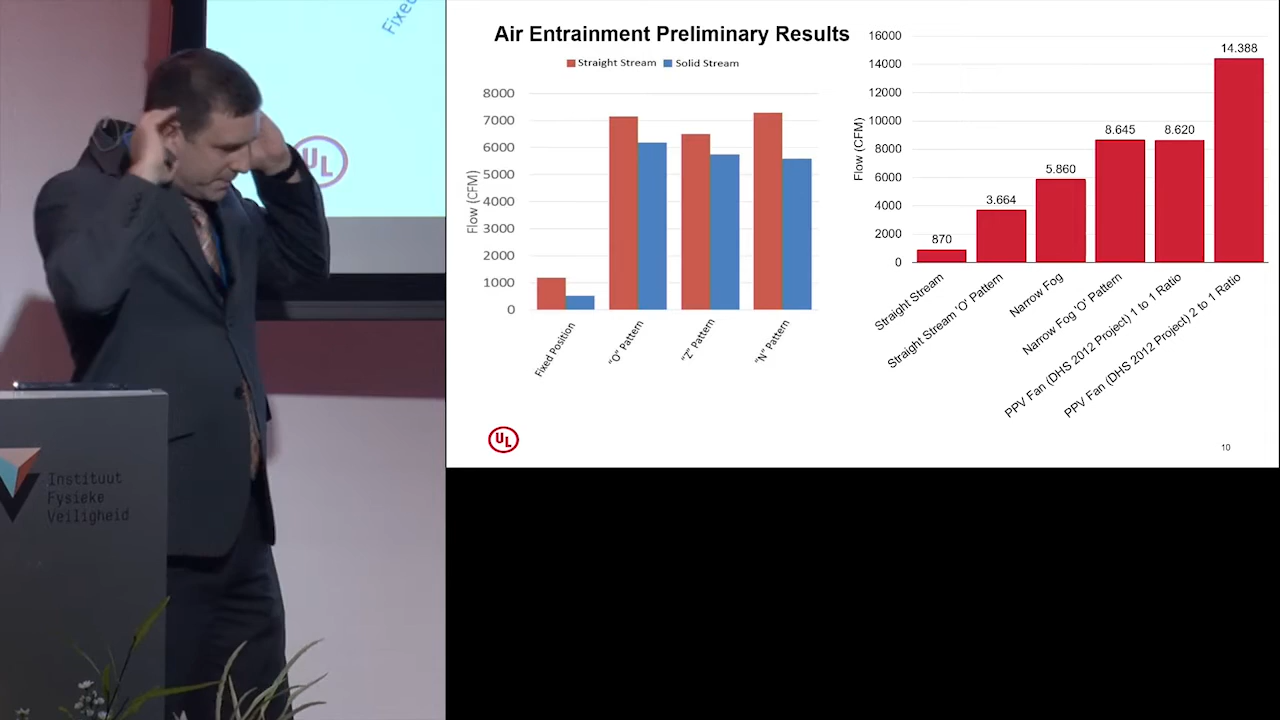 Fixed
UL
Instituut
Fysieke
Veiligheid
Air Entrainment Preliminary Results
Straight Stream Solid Stream
8000
7000
6000
5000
4000
3000
2000
1000
0
Flow (CFM)
Fixed Position
"O" Pattern
"Z" Pattern
"N" Pattern
16000
14000
12000
10000
8000
6000
4000
2000
0
Flow (CFM)
870
3.664
5.860
8.645
8.620
14.388
Straight Stream
Straight Stream 'O' Pattern
Narrow Fog
Narrow Fog 'O' Pattern
PPV Fan (DHS 2012 Project) 1 to 1 Ratio
PPV Fan (DHS 2012 Project) 2 to 1 Ratio
UL
10